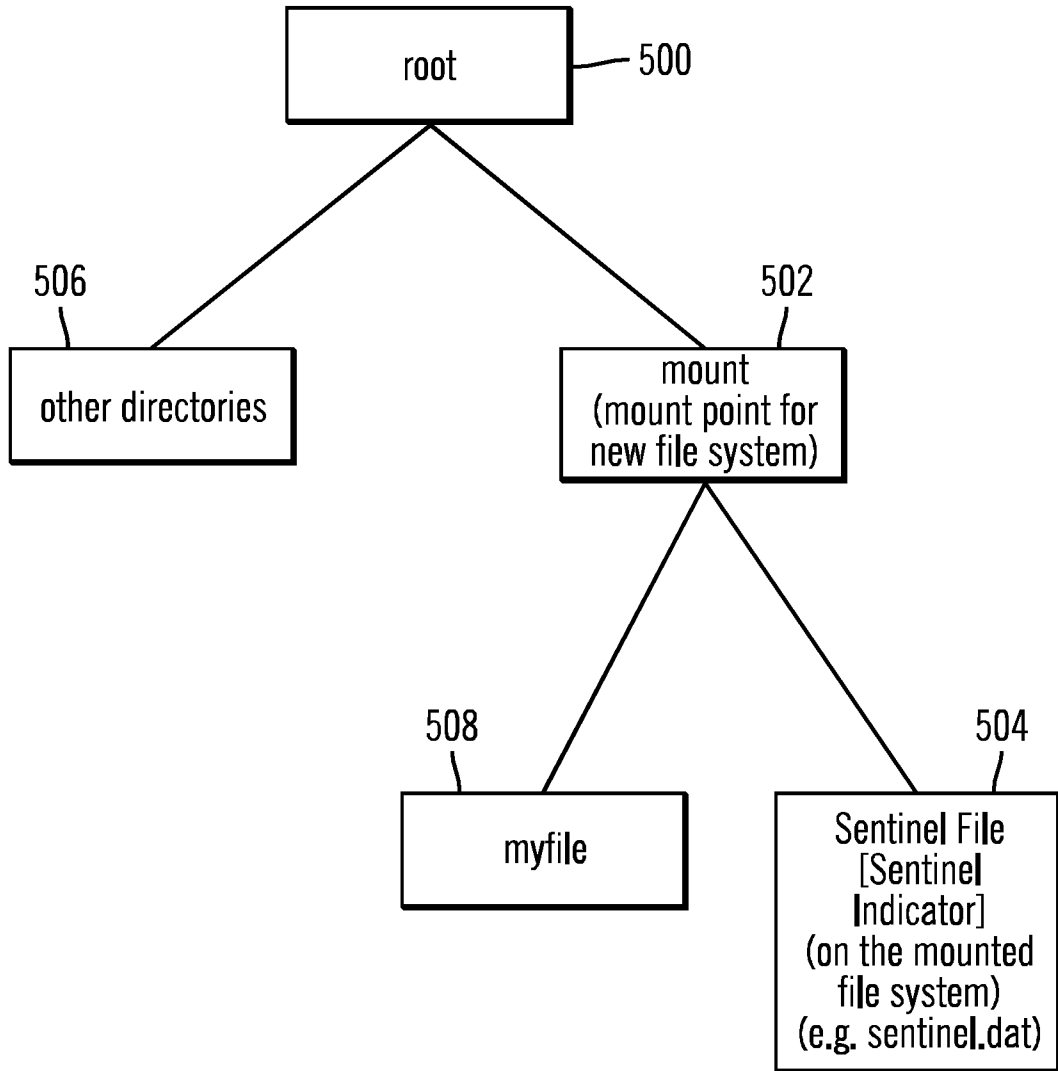 root
500
506
502
other directories
mount
(mount point for
new file system)
508
504
myfile
Sentinel File
[Sentinel
Indicator]
(on the mounted
file system)
(e.g. sentinel.dat)